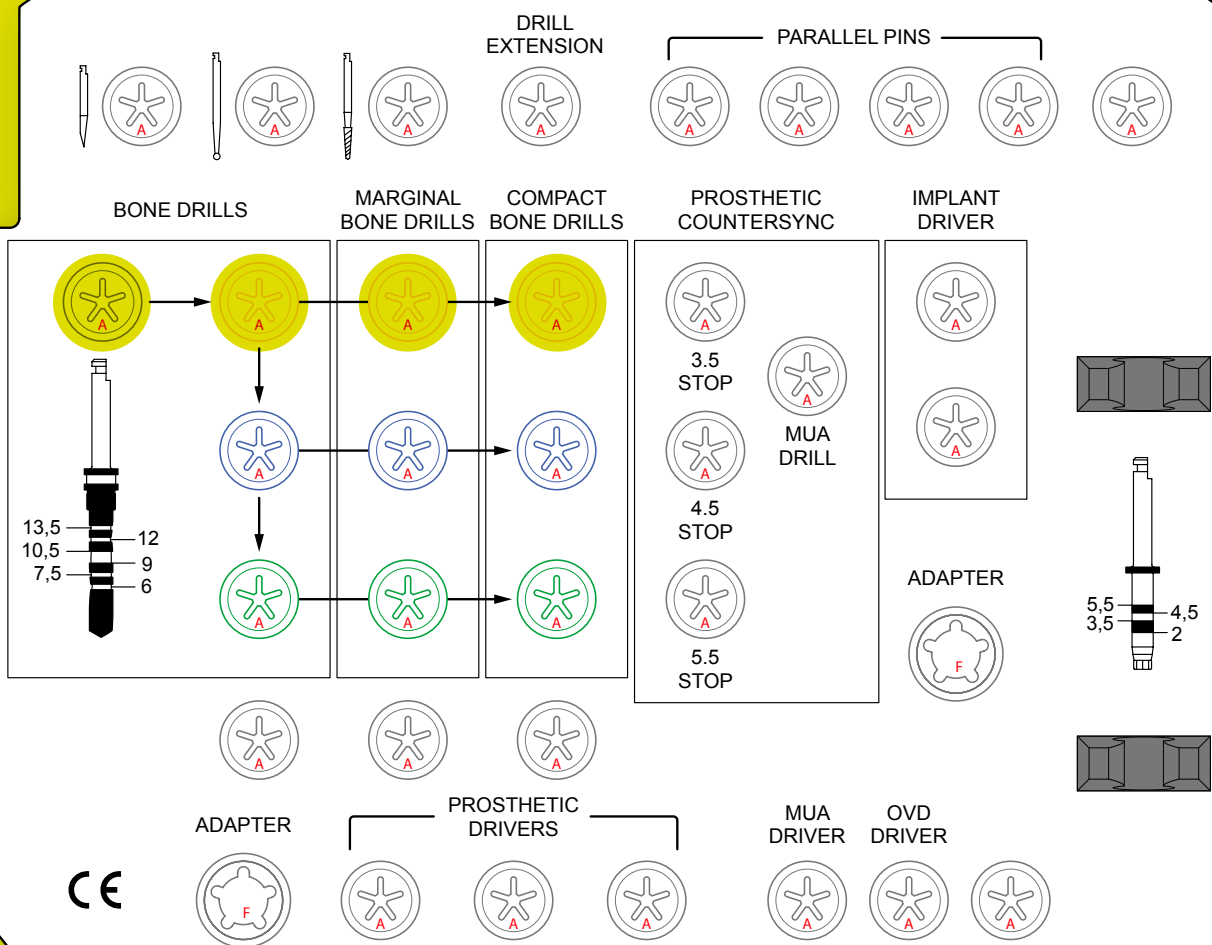 DRILL
EXTENSION
PARALLEL PINS
A A A A A A A A A
BONE DRILLS
MARGINAL
BONE DRILLS
COMPACT
BONE DRILLS
PROSTHETIC
COUNTERSYNC
IMPLANT
DRIVER
A A A A A A
3.5
STOP
A
MUA
DRILL
A
A A A A
4.5
STOP
13,5
12
10,5
9
7,5
6
A A A A
5.5
STOP
ADAPTER
F
5,5
4,5
3,5
2
A A A
ADAPTER
F
PROSTHETIC
DRIVERS
A A A
MUA
DRIVER
OVD
DRIVER
A A A
CE